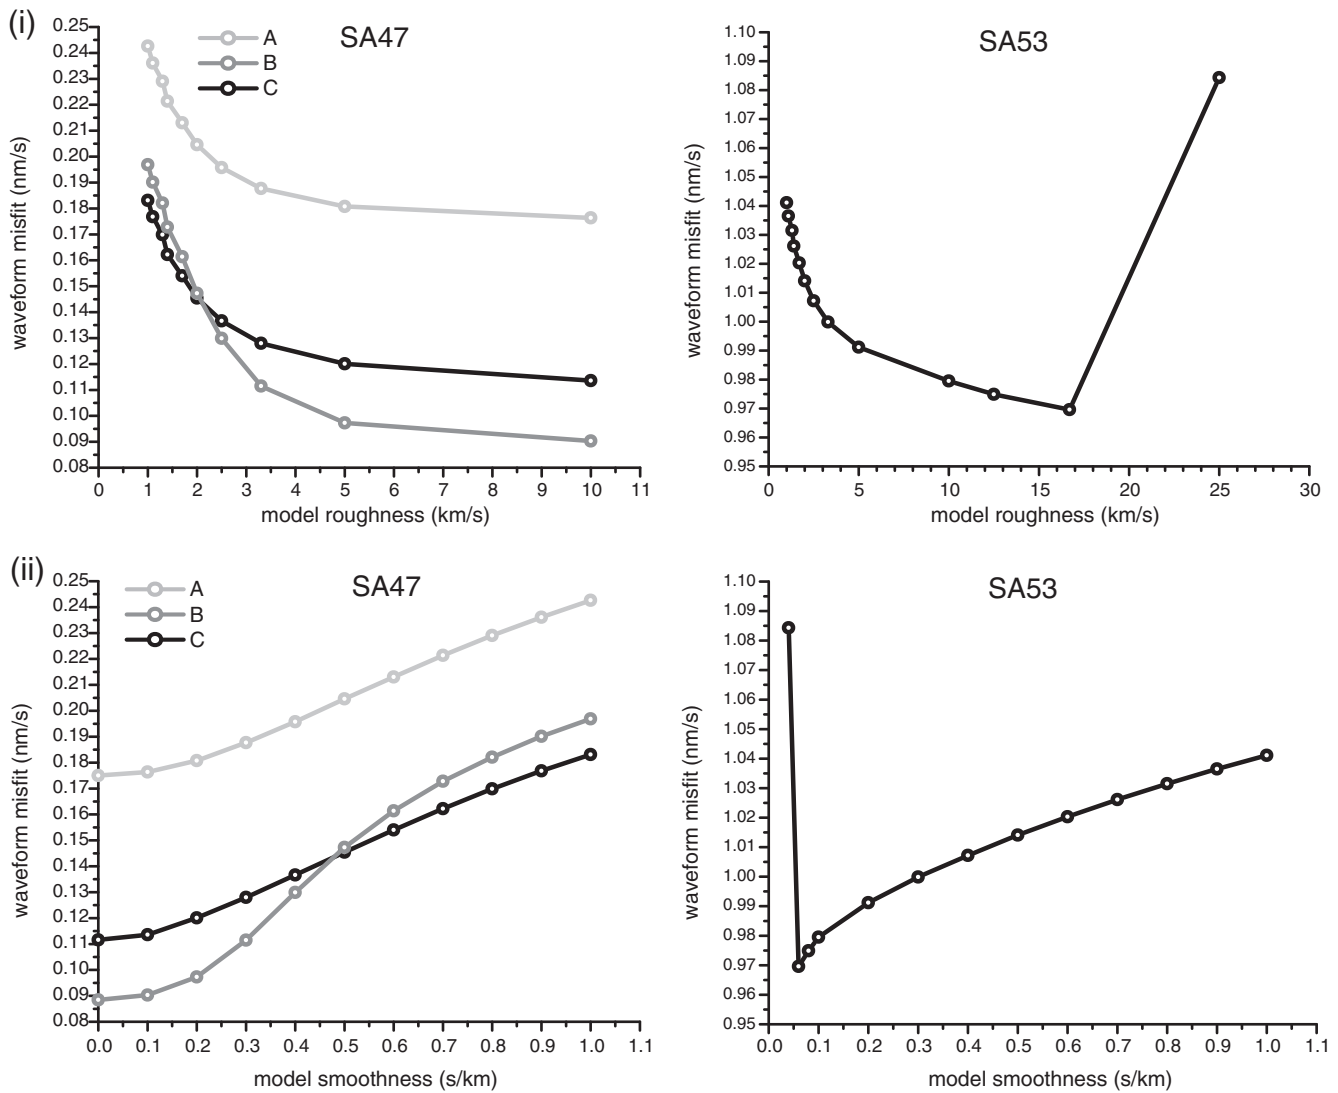 (i)
SA47
A
B
C
0.25
0.24
0.23
0.22
0.21
0.20
0.19
0.18
0.17
0.16
0.15
0.14
0.13
0.12
0.11
0.10
0.09
0.08
waveform misfit (nm/s)
0 1 2 3 4 5 6 7 8 9 10 11
model roughness (km/s)
SA53
1.10
1.09
1.08
1.07
1.06
1.05
1.04
1.03
1.02
1.01
1.00
0.99
0.98
0.97
0.96
0.95
waveform misfit (nm/s)
0 5 10 15 20 25 30
model roughness (km/s)
(ii)
SA47
A
B
C
0.25
0.24
0.23
0.22
0.21
0.20
0.19
0.18
0.17
0.16
0.15
0.14
0.13
0.12
0.11
0.10
0.09
0.08
waveform misfit (nm/s)
0.0 0.1 0.2 0.3 0.4 0.5 0.6 0.7 0.8 0.9 1.0 1.1
model smoothness (s/km)
SA53
1.10
1.09
1.08
1.07
1.06
1.05
1.04
1.03
1.02
1.01
1.00
0.99
0.98
0.97
0.96
0.95
waveform misfit (nm/s)
0.0 0.1 0.2 0.3 0.4 0.5 0.6 0.7 0.8 0.9 1.0 1.1
model smoothness (s/km)